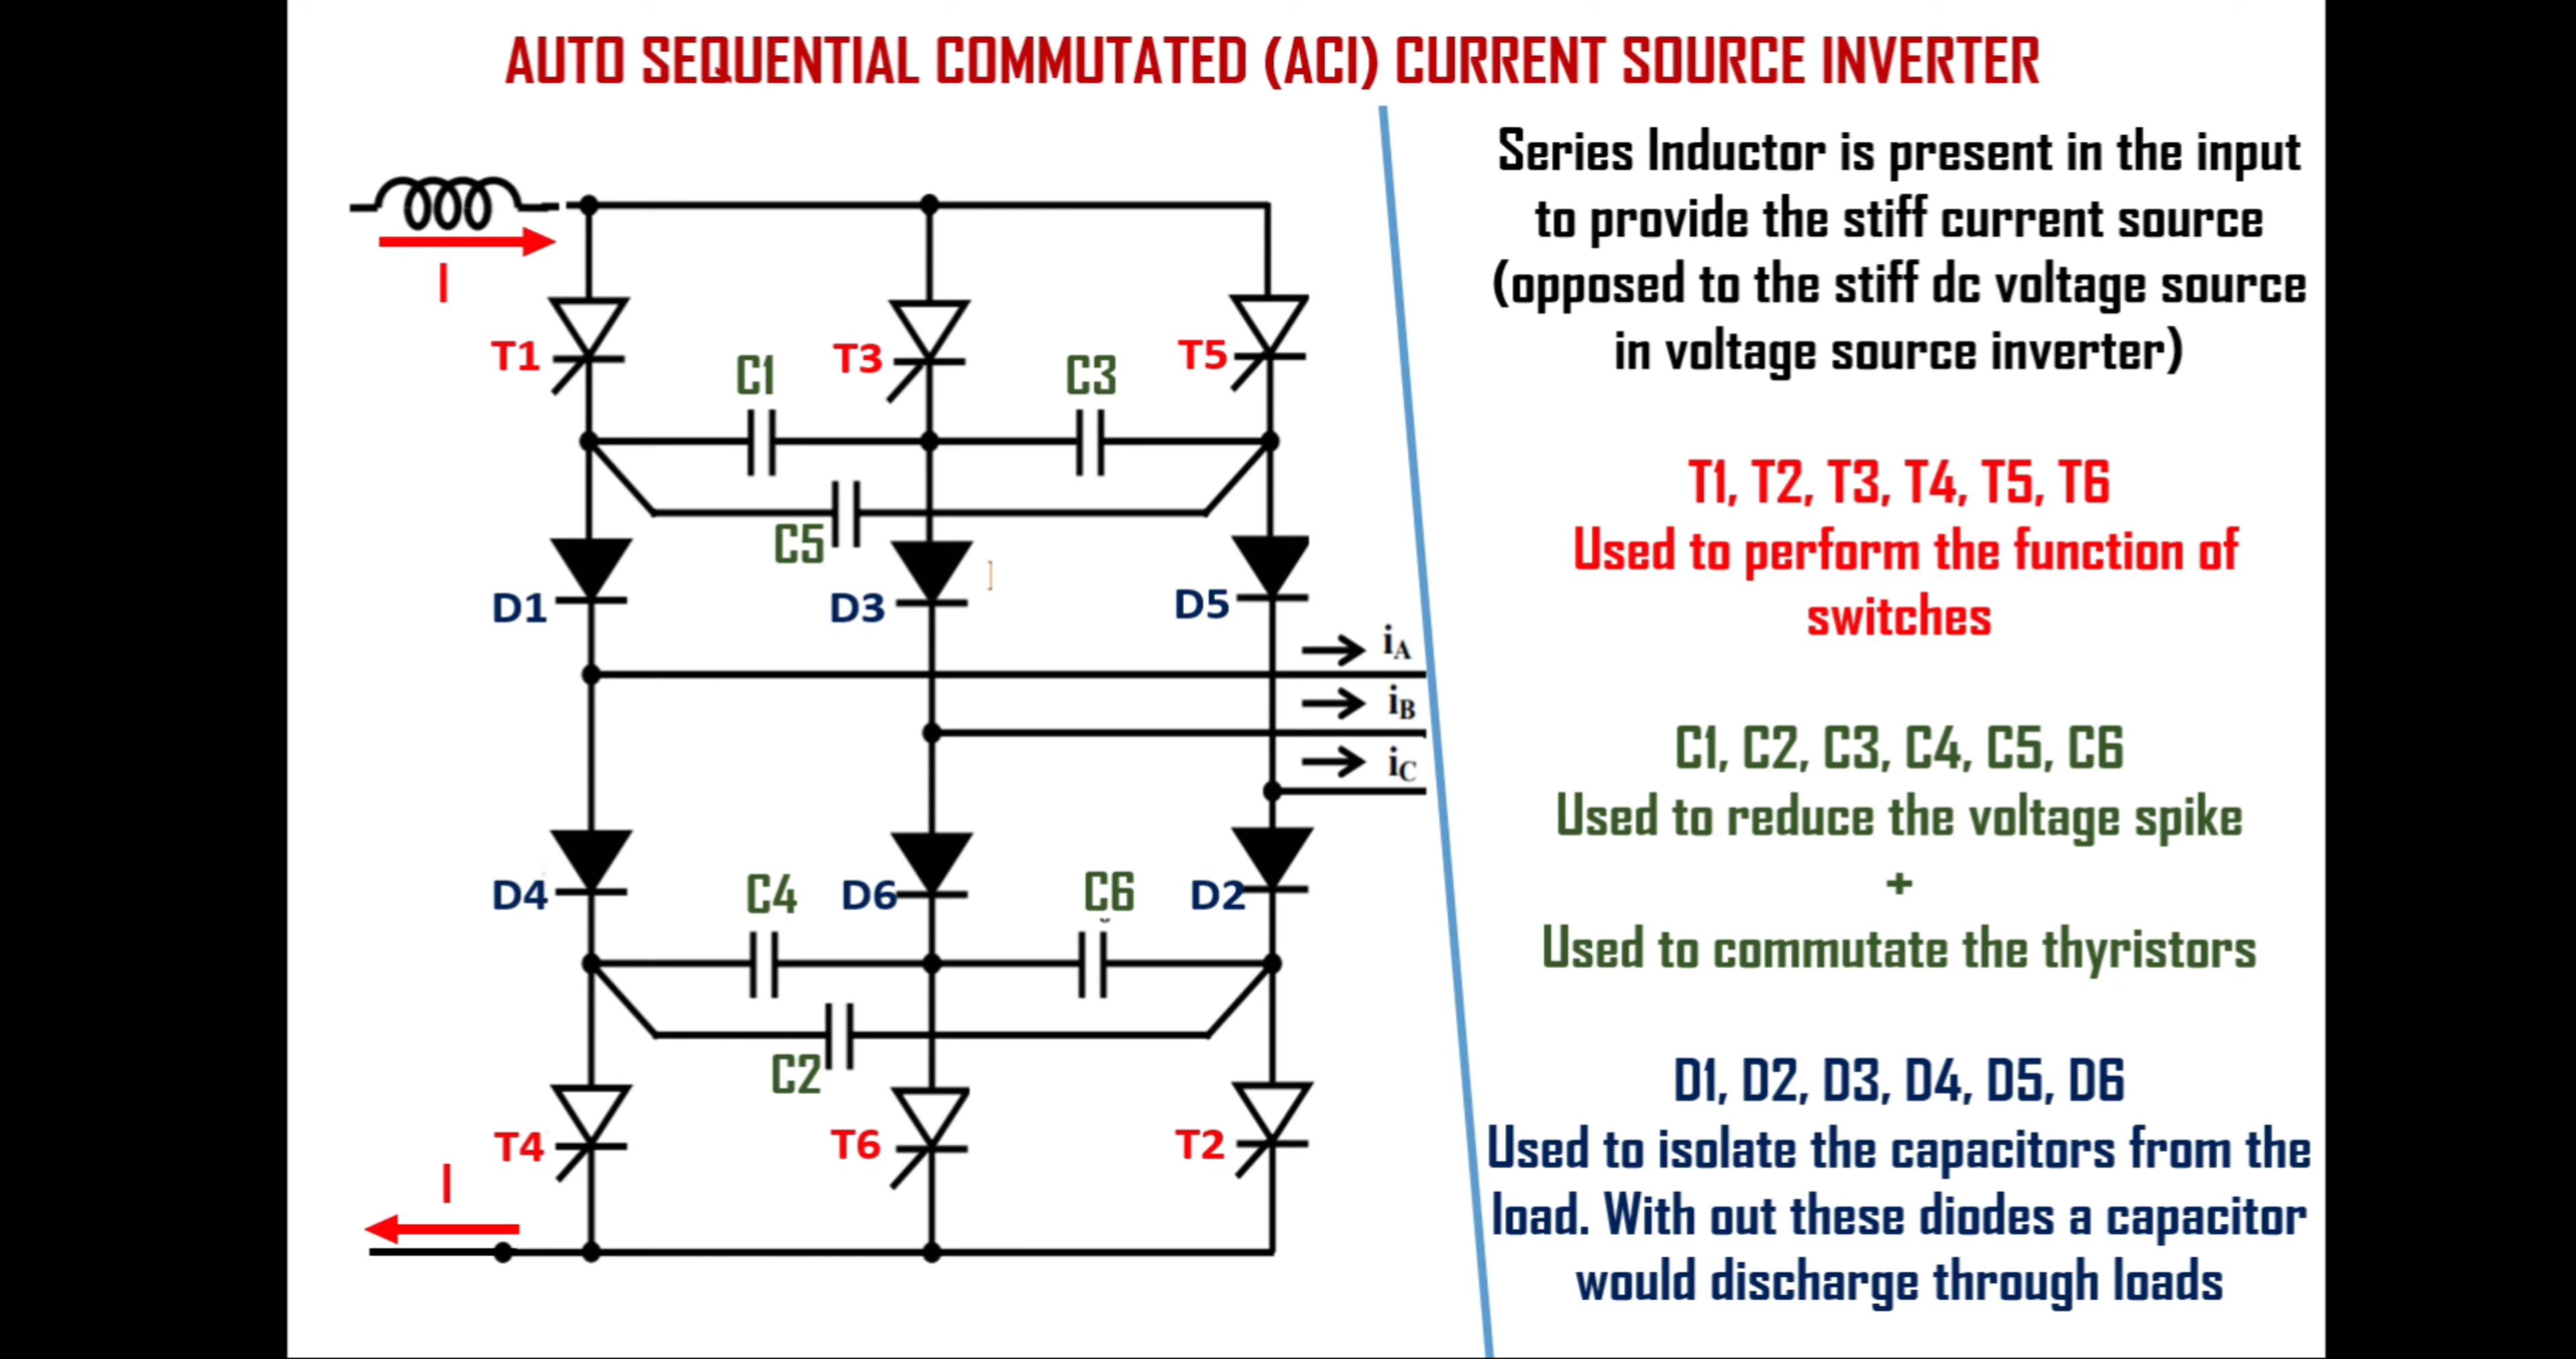 AUTO SEQUENTIAL COMMUTATED (ACI) CURRENT SOURCE INVERTER
I
T1
C1
T3
C3
T5
C5
D1
D3
D5
iA
iB
iC
D4
C4
D6
C6
D2
C2
T4
T6
T2
I
Series Inductor is present in the input
to provide the stiff current source
(opposed to the stiff dc voltage source
in voltage source inverter)
T1, T2, T3, T4, T5, T6
Used to perform the function of
switches
C1, C2, C3, C4, C5, C6
Used to reduce the voltage spike
+
Used to commutate the thyristors
D1, D2, D3, D4, D5, D6
Used to isolate the capacitors from the
load. With out these diodes a capacitor
would discharge through loads